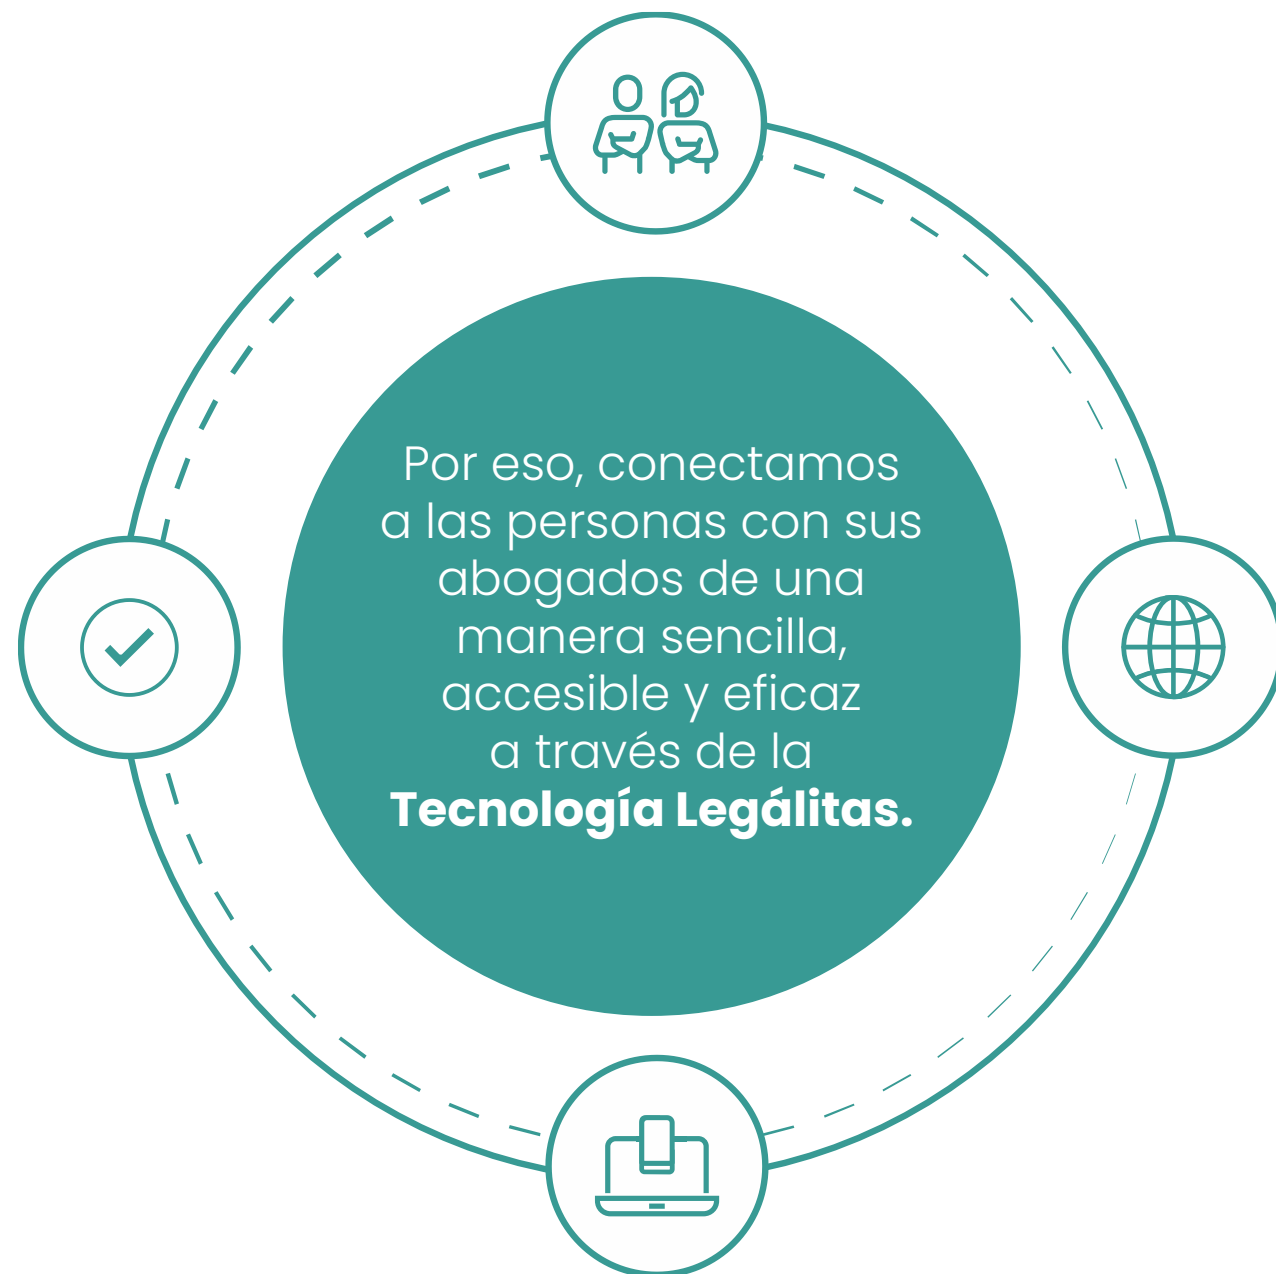 Por eso, conectamos
a las personas con sus
abogados de una
manera sencilla,
accesible y eficaz
a través de la
Tecnología Legálitas.